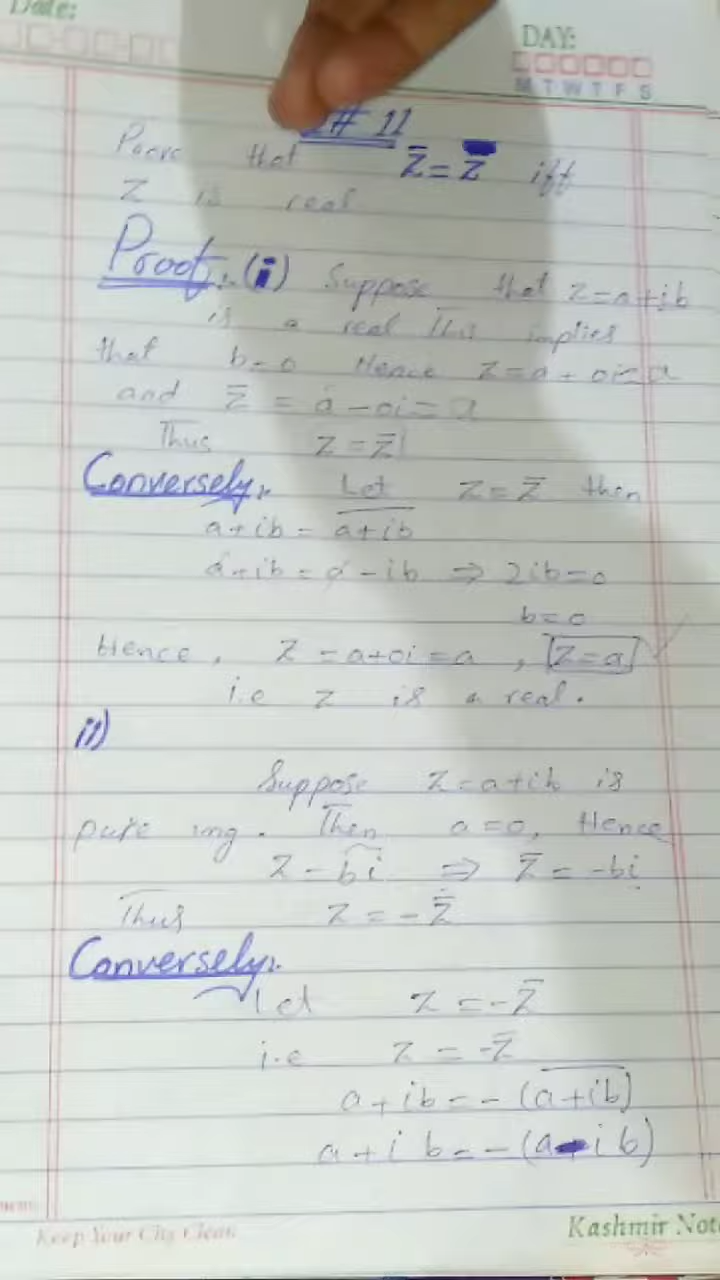 Date:
DAY:
M T W T F S
# 11
Prove that z̄ = z̄ iff
Z is real
Proof:. (i) Suppose that z=a+ib
is a real This implies
that b=0 Hence z=a+0i=a
and z̄ = a-0i=a
Thus z = z̄
Conversely:. Let z=z̄ then
a+ib = \overline{a+ib}
a+ib = a-ib ⇒ 2ib=0
b=0
Hence, z = a+0i=a, z=a
i.e z is a real.
ii)
Suppose z=a+ib is
pure img. Then a=0, Hence
z = bi ⇒ z̄ = -bi
Thus z = -z̄
Conversely:.
Let z = -z̄
i.e z = -z̄
a+ib = -(\overline{a+ib})
a+ib = -(a-ib)
Keep Your City Clean
Kashmir Note